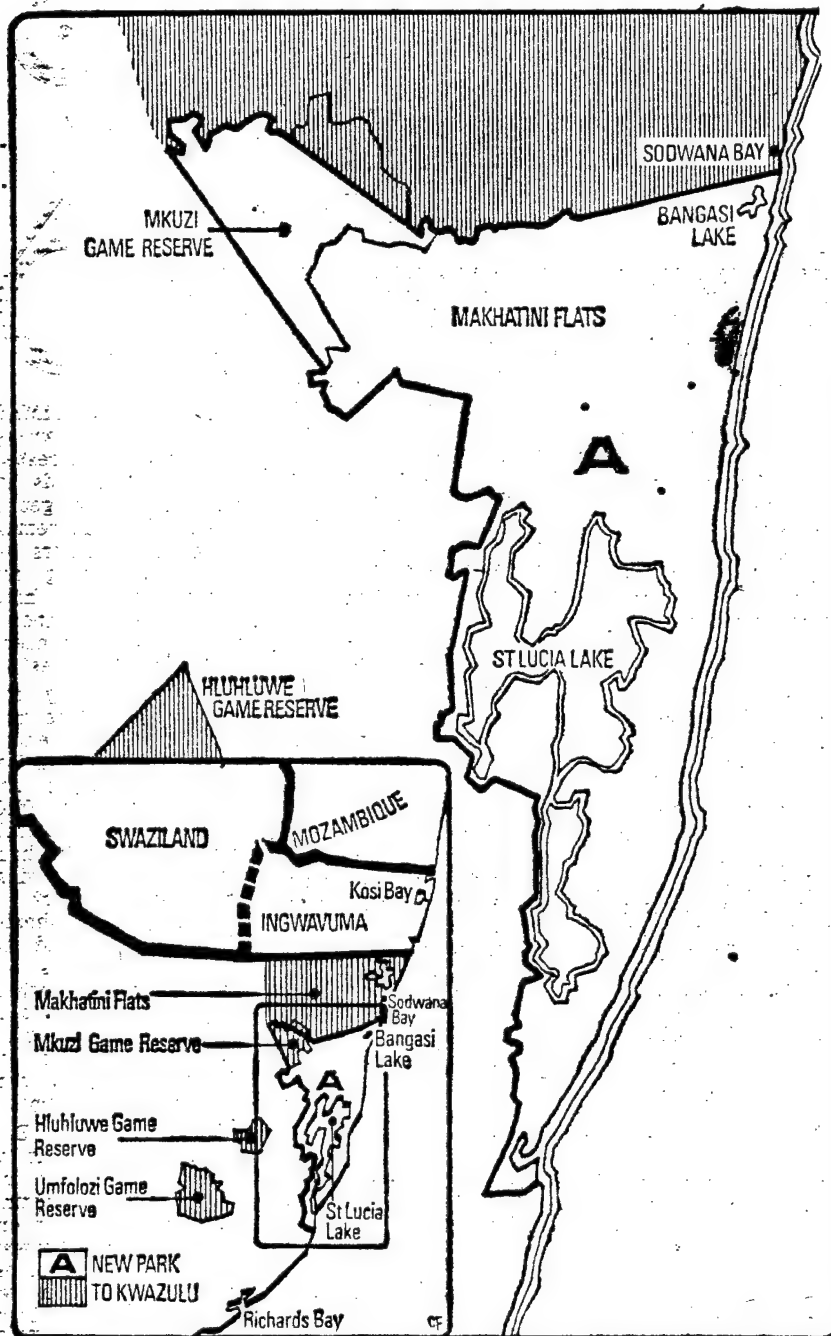 SODWANA BAY
BANGASI
LAKE
MKUZI
GAME RESERVE
MAKHATINI FLATS
A
ST LUCIA LAKE
HLUHLUWE
GAME RESERVE
SWAZILAND
MOZAMBIQUE
Kosi Bay
INGWAVUMA
Makhatini Flats
Sodwana
Bay
Mkuzi Game Reserve
Bangasi
Lake
A
Hluhluwe Game
Reserve
Umfolozi Game
Reserve
St Lucia
Lake
A NEW PARK
TO KWAZULU
Richards Bay
CF